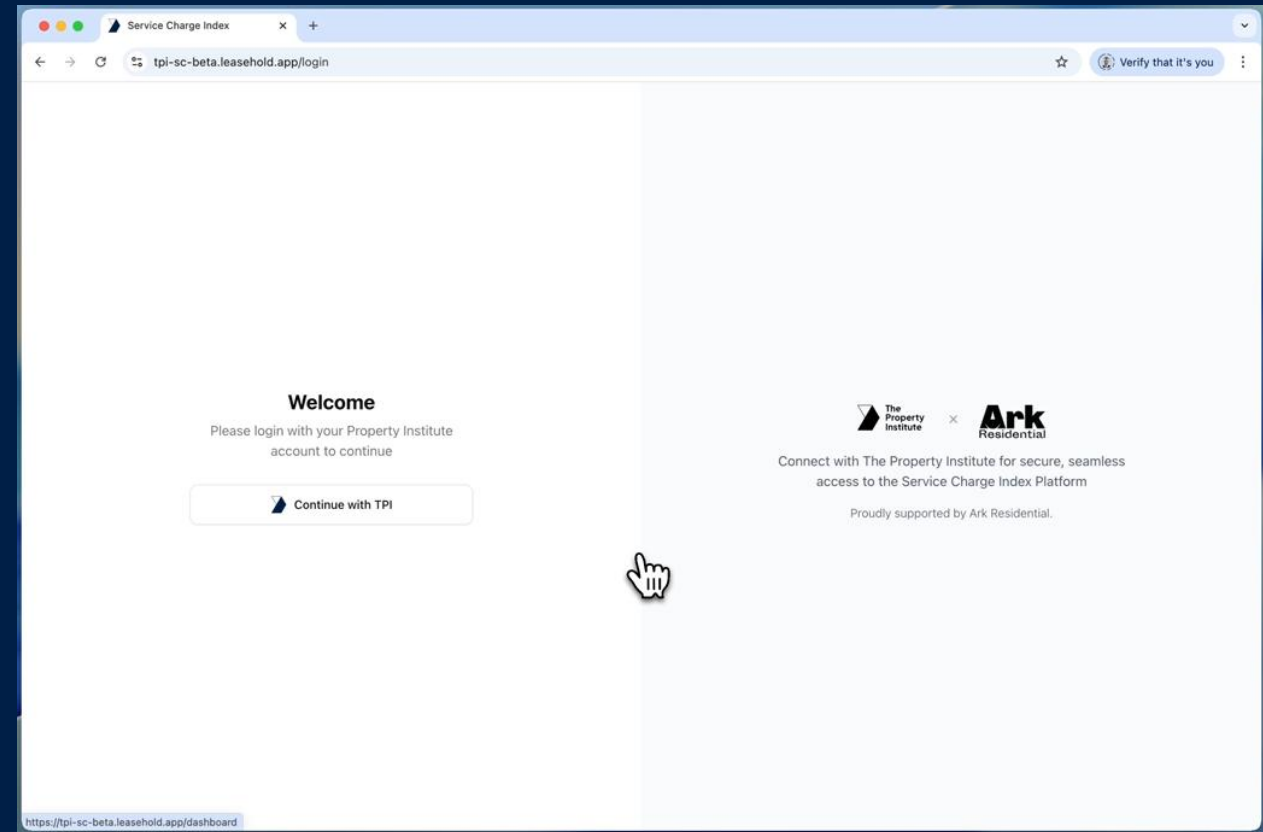 Service Charge Index
tpi-sc-beta.leasehold.app/login
Verify that it's you
Welcome
Please login with your Property Institute
account to continue
Continue with TPI
The
Property
Institute
×
Ark
Residential
Connect with The Property Institute for secure, seamless
access to the Service Charge Index Platform
Proudly supported by Ark Residential.
https://tpi-sc-beta.leasehold.app/dashboard